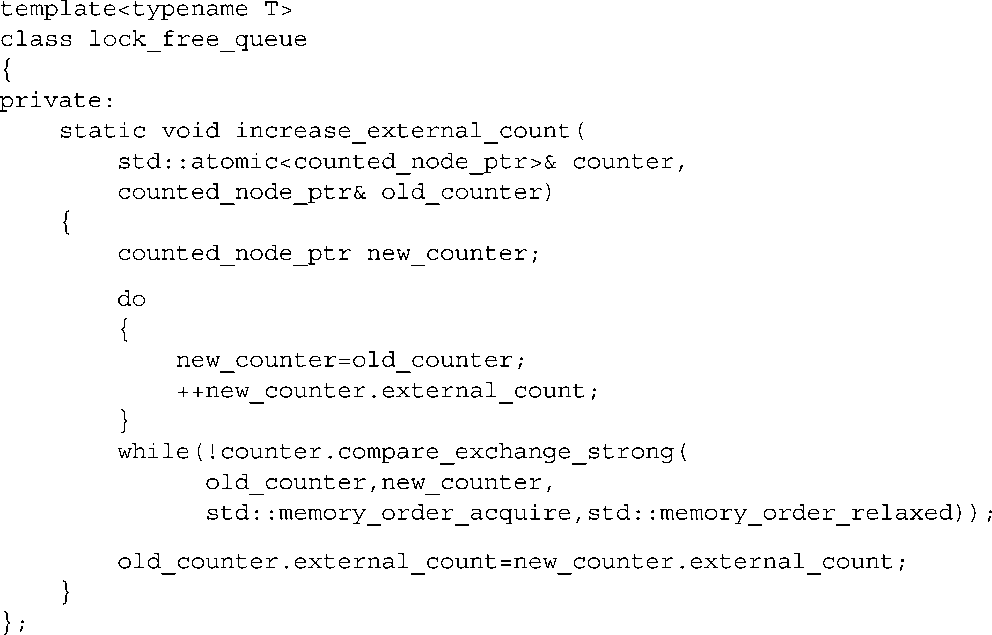 template<typename T>
class lock_free_queue
{
private:
    static void increase_external_count(
        std::atomic<counted_node_ptr>& counter,
        counted_node_ptr& old_counter)
    {
        counted_node_ptr new_counter;
        do
        {
            new_counter=old_counter;
            ++new_counter.external_count;
        }
        while(!counter.compare_exchange_strong(
              old_counter,new_counter,
              std::memory_order_acquire,std::memory_order_relaxed));
        old_counter.external_count=new_counter.external_count;
    }
};